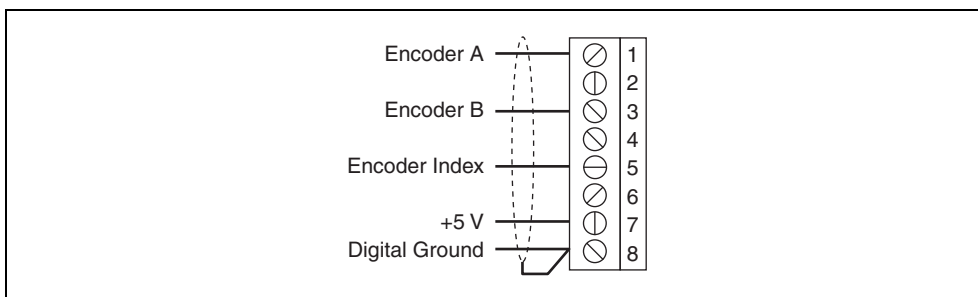 Encoder A 1
2
Encoder B 3
4
Encoder Index 5
6
+5 V 7
Digital Ground 8